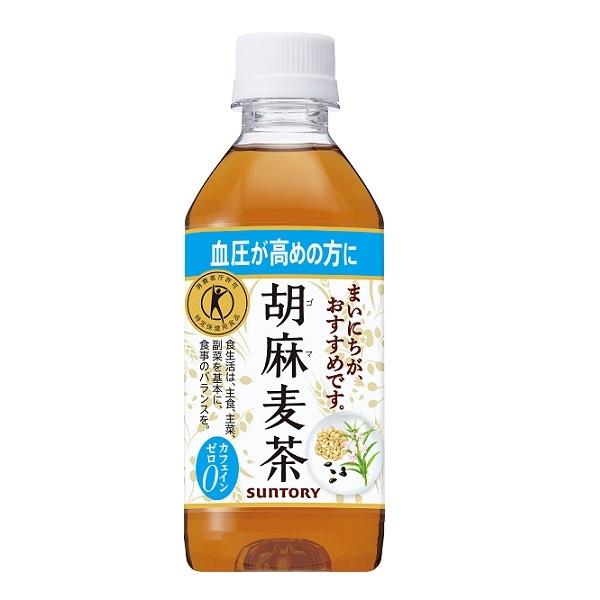 血圧が高めの方に
消費者庁許可
特定保健用食品
まいにちが、
おすすめです。
胡麻麦茶
ゴマ
食生活は、主食、主菜、
副菜を基本に、
食事のバランスを。
カフェイン
ゼロ
0
SUNTORY